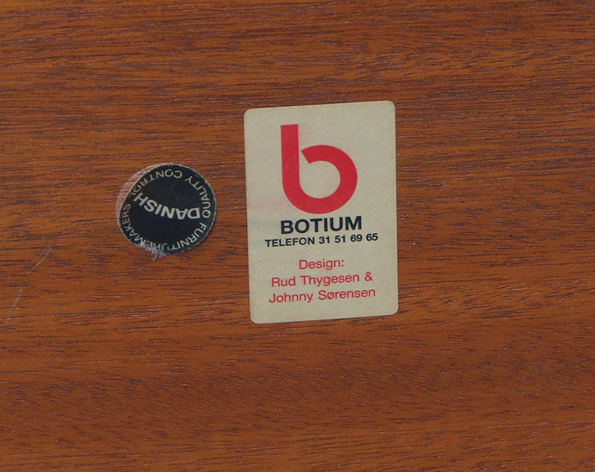 DANISH
FURNITUREMAKERS
QUALITY CONTROL
b
BOTIUM
TELEFON 31 51 69 65
Design:
Rud Thygesen &
Johnny Sørensen